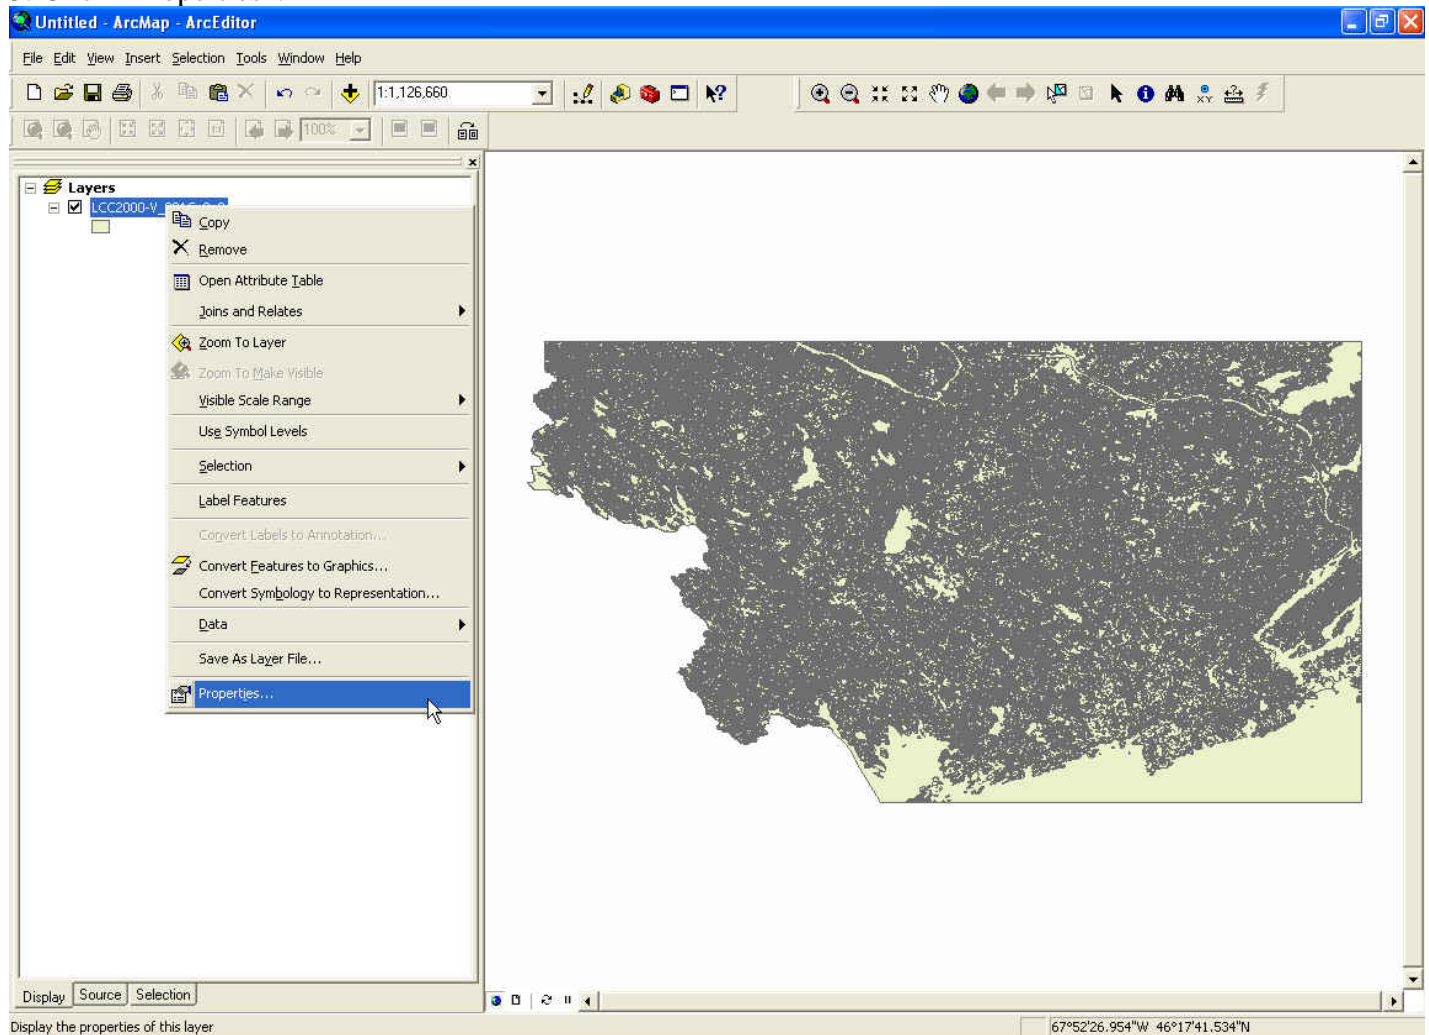 Untitled - ArcMap - ArcEditor
File Edit View Insert Selection Tools Window Help
1:1,126,660
100%
Layers
LCC2000-V_
Copy
Remove
Open Attribute Table
Joins and Relates
Zoom To Layer
Zoom To Make Visible
Visible Scale Range
Use Symbol Levels
Selection
Label Features
Convert Labels to Annotation...
Convert Features to Graphics...
Convert Symbology to Representation...
Data
Save As Layer File...
Properties...
Display Source Selection
Display the properties of this layer
67°52'26.954"W 46°17'41.534"N